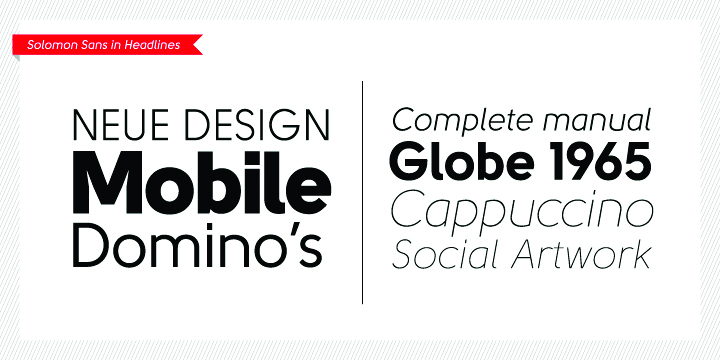 Solomon Sans in Headlines
NEUE DESIGN
Mobile
Domino’s
Complete manual
Globe 1965
Cappuccino
Social Artwork